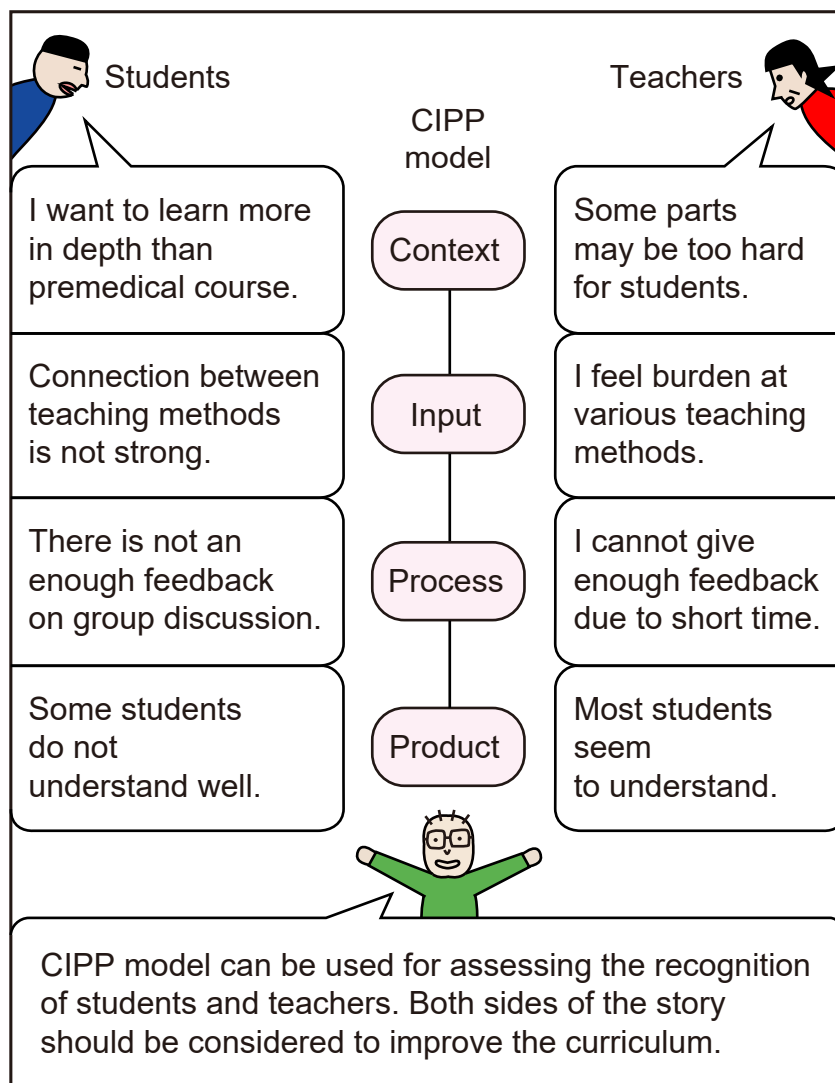 Students
Teachers
CIPP
model
I want to learn more
in depth than
premedical course.
Context
Some parts
may be too hard
for students.
Connection between
teaching methods
is not strong.
Input
I feel burden at
various teaching
methods.
There is not an
enough feedback
on group discussion.
Process
I cannot give
enough feedback
due to short time.
Some students
do not
understand well.
Product
Most students
seem
to understand.
CIPP model can be used for assessing the recognition
of students and teachers. Both sides of the story
should be considered to improve the curriculum.